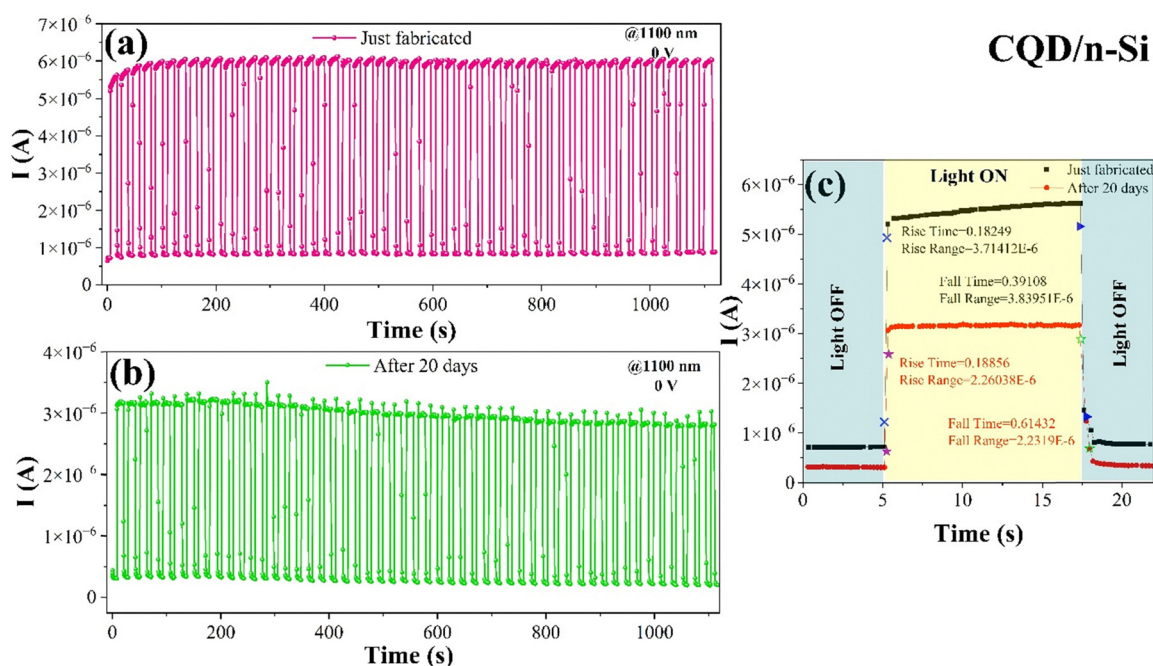 (a)
Just fabricated
@1100 nm
0 V
7×10⁻⁶
6×10⁻⁶
5×10⁻⁶
4×10⁻⁶
3×10⁻⁶
2×10⁻⁶
1×10⁻⁶
0
I (A)
0 200 400 600 800 1000
Time (s)
CQD/n-Si
(b)
After 20 days
@1100 nm
0 V
4×10⁻⁶
3×10⁻⁶
2×10⁻⁶
1×10⁻⁶
0
I (A)
0 200 400 600 800 1000
Time (s)
(c)
Light ON
Just fabricated
After 20 days
6×10⁻⁶
5×10⁻⁶
4×10⁻⁶
3×10⁻⁶
2×10⁻⁶
1×10⁻⁶
0
I (A)
Rise Time=0.18249
Rise Range=3.71412E-6
Fall Time=0.39108
Fall Range=3.83951E-6
Light OFF
Light OFF
Rise Time=0.18856
Rise Range=2.26038E-6
Fall Time=0.61432
Fall Range=2.2319E-6
0 5 10 15 20
Time (s)